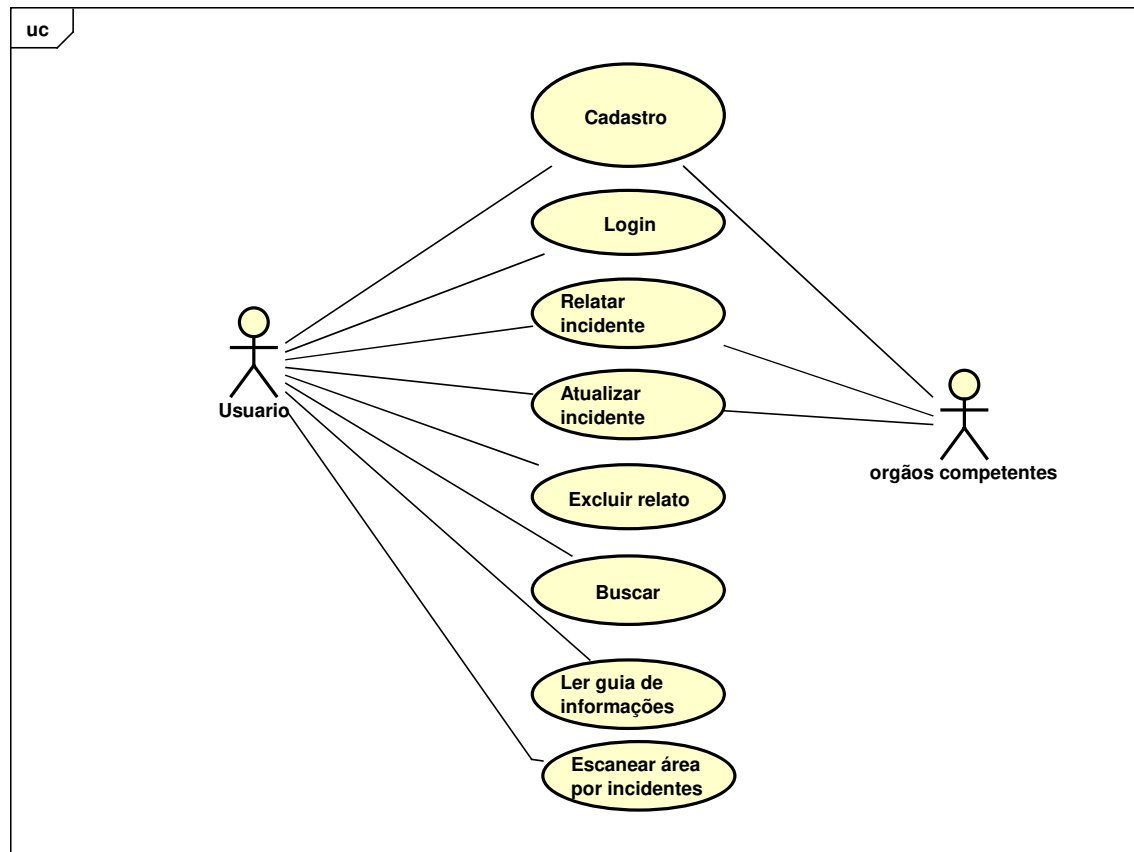 uc
Cadastro
Login
Relatar
incidente
Usuario
Atualizar
incidente
orgãos competentes
Excluir relato
Buscar
Ler guia de
informações
Escanear área
por incidentes